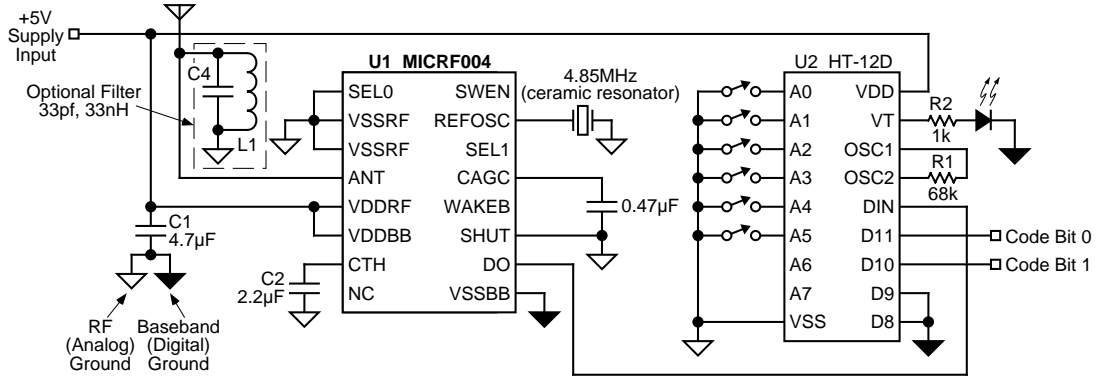 +5V
Supply
Input
Optional Filter
33pf, 33nH
C4
L1
U1 MICRF004
SEL0
VSSRF
VSSRF
ANT
VDDRF
VDDBB
CTH
NC
SWEN
REFOSC
SEL1
CAGC
WAKEB
SHUT
DO
VSSBB
C1
4.7µF
C2
2.2µF
RF
(Analog)
Ground
Baseband
(Digital)
Ground
4.85MHz
(ceramic resonator)
0.47µF
U2 HT-12D
A0
A1
A2
A3
A4
A5
A6
A7
VSS
VDD
VT
OSC1
OSC2
DIN
D11
D10
D9
D8
R2
1k
R1
68k
Code Bit 0
Code Bit 1